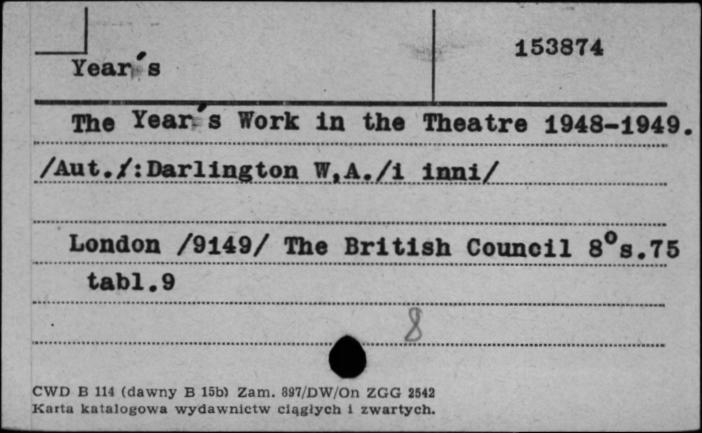 153874
Year's
The Year's Work in the Theatre 1948-1949.
/Aut./:Darlington W,A./i inni/
London /9149/ The British Council 8° s.75
tabl.9
8
CWD B 114 (dawny B 15b) Zam. 897/DW/On ZGG 2542
Karta katalogowa wydawnictw ciągłych i zwartych.